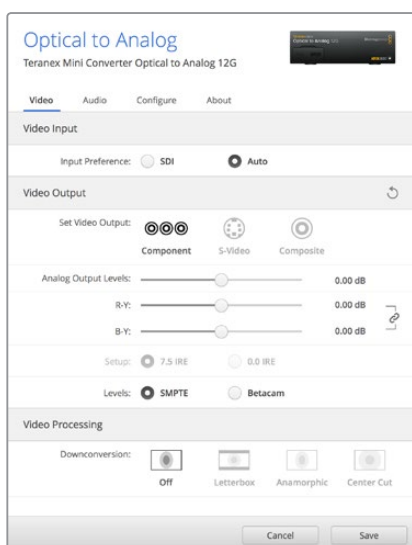 Optical to Analog
Teranex Mini Converter Optical to Analog 12G
Video Audio Configure About
Video Input
Input Preference: SDI Auto
Video Output
Set Video Output:
Component S-Video Composite
Analog Output Levels: 0.00 dB
R-Y: 0.00 dB
B-Y: 0.00 dB
Setup: 7.5 IRE 0.0 IRE
Levels: SMPTE Betacam
Video Processing
Downconversion:
Off Letterbox Anamorphic Center Cut
Cancel Save